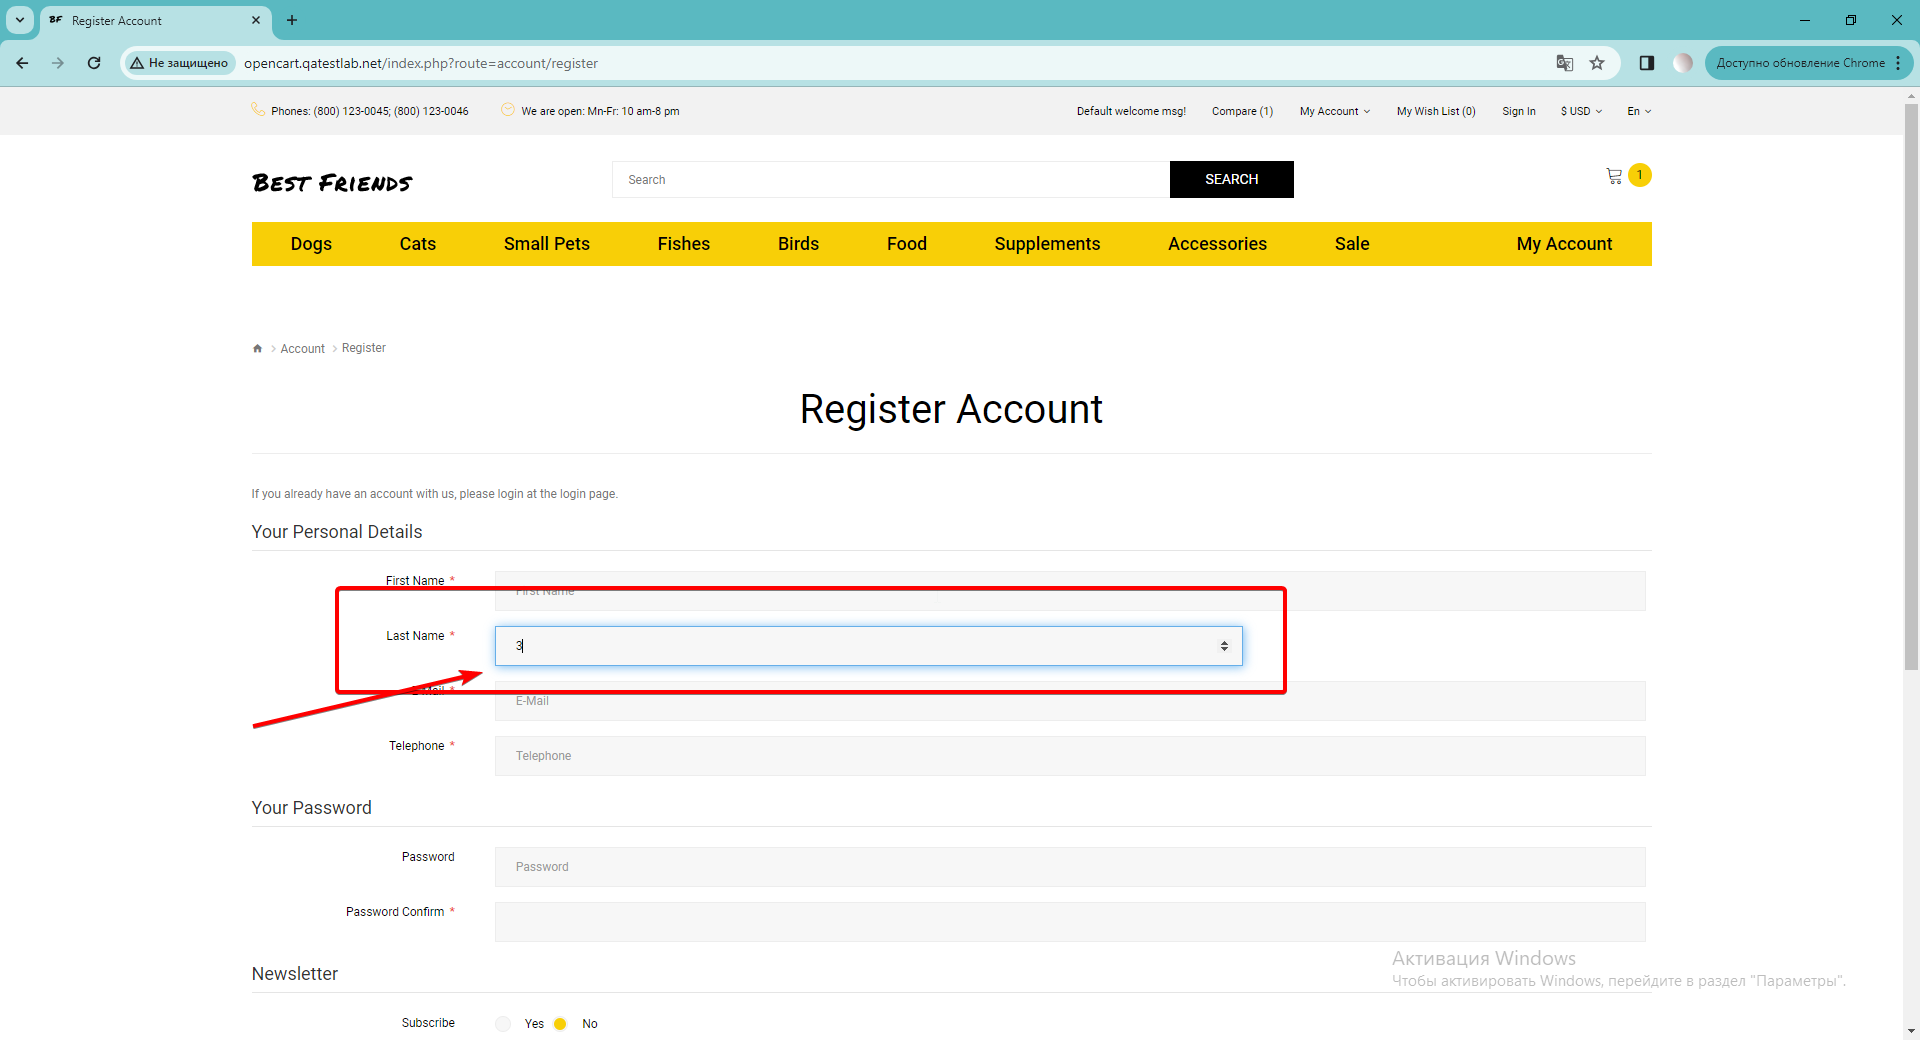 Register Account
Не защищено
opencart.qatestlab.net/index.php?route=account/register
Доступно обновление Chrome
Phones: (800) 123-0045; (800) 123-0046
We are open: Mn-Fr: 10 am-8 pm
Default welcome msg!
Compare (1)
My Account
My Wish List (0)
Sign In
$ USD
En
BEST FRIENDS
Search
SEARCH
1
Dogs
Cats
Small Pets
Fishes
Birds
Food
Supplements
Accessories
Sale
My Account
Account
Register
Register Account
If you already have an account with us, please login at the login page.
Your Personal Details
First Name *
First Name
Last Name *
3
E-Mail *
E-Mail
Telephone *
Telephone
Your Password
Password
Password
Password Confirm *
Активация Windows
Чтобы активировать Windows, перейдите в раздел "Параметры".
Newsletter
Subscribe
Yes
No